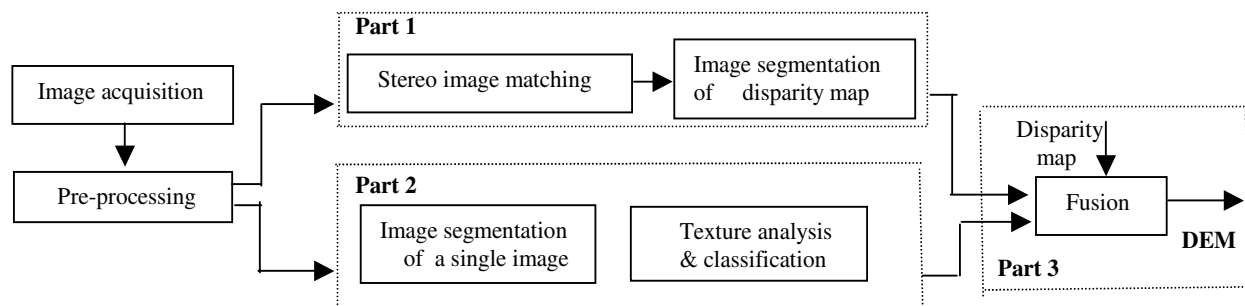 Part 1
Image acquisition
Stereo image matching
Image segmentation
of disparity map
Pre-processing
Part 2
Image segmentation
of a single image
Texture analysis
& classification
Disparity
map
Fusion
DEM
Part 3